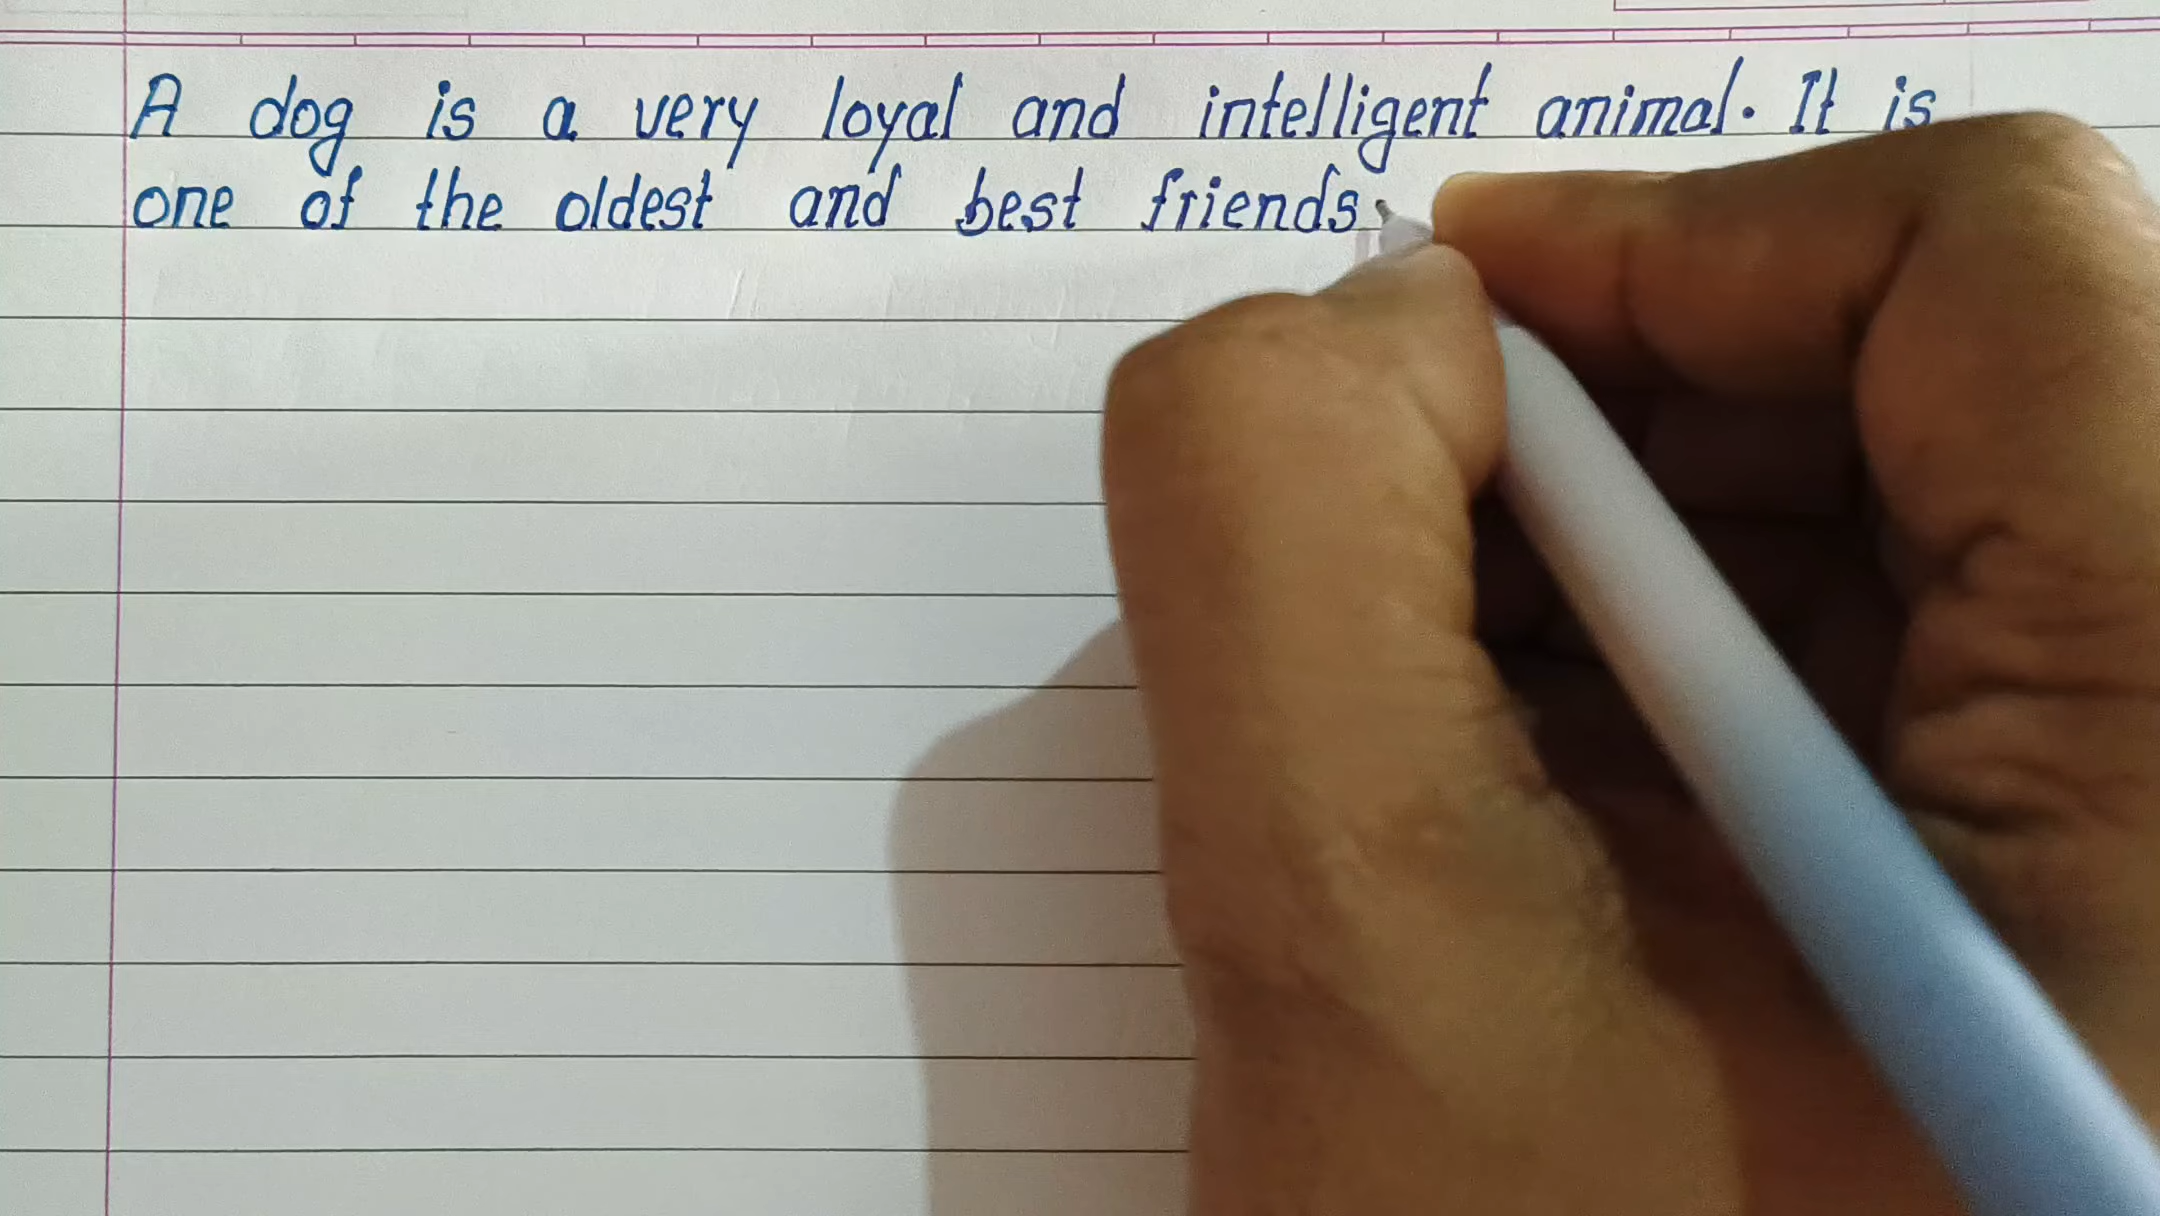 A dog is a very loyal and intelligent animal. It is
one of the oldest and best friends